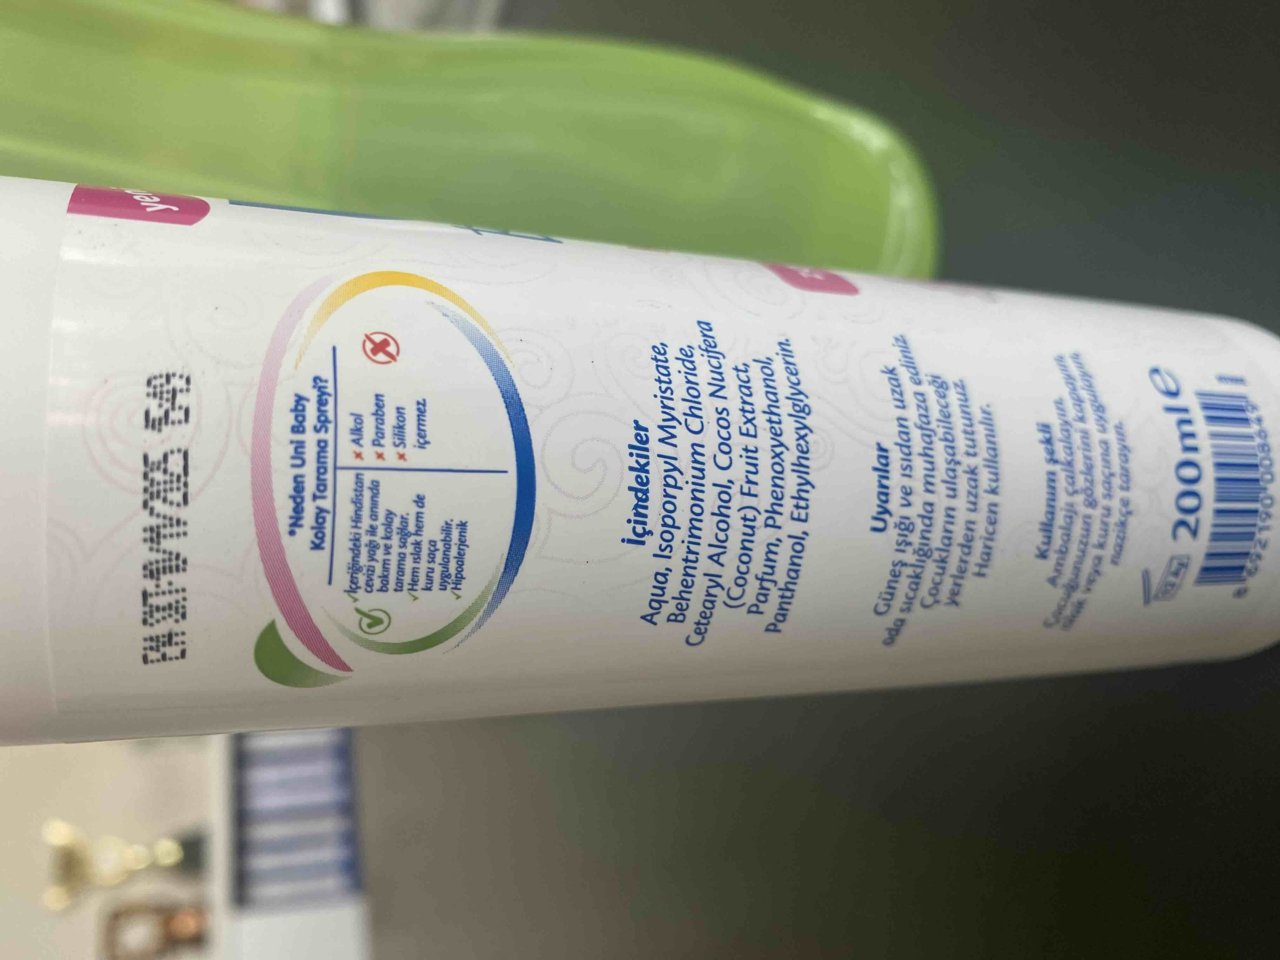 yeni
*Neden Uni Baby
Kolay Tarama Spreyi?
İçeriğindeki Hindistan
cevizi yağı ile anında
bakım ve kolay
tarama sağlar.
Hem ıslak hem de
kuru saça
uygulanabilir.
Hipoalerjenik
Alkol
Paraben
Silikon
içermez
İçindekiler
Aqua, Isoporpyl Myristate,
Behentrimonium Chloride,
Cetearyl Alcohol, Cocos Nucifera
(Coconut) Fruit Extract,
Parfum, Phenoxyethanol,
Panthanol, Ethylhexylglycerin.
Uyarılar
Güneş ışığı ve ısıdan uzak
oda sıcaklığında muhafaza ediniz
Çocukların ulaşabileceği
yerlerden uzak tutunuz.
Haricen kullanılır.
Kullanım şekli
Ambalajı çalkalayın.
Çocuğunuzun gözlerini kapayın
ıslak veya kuru saçına uygulayın
nazikçe tarayın.
12 M
200ml e